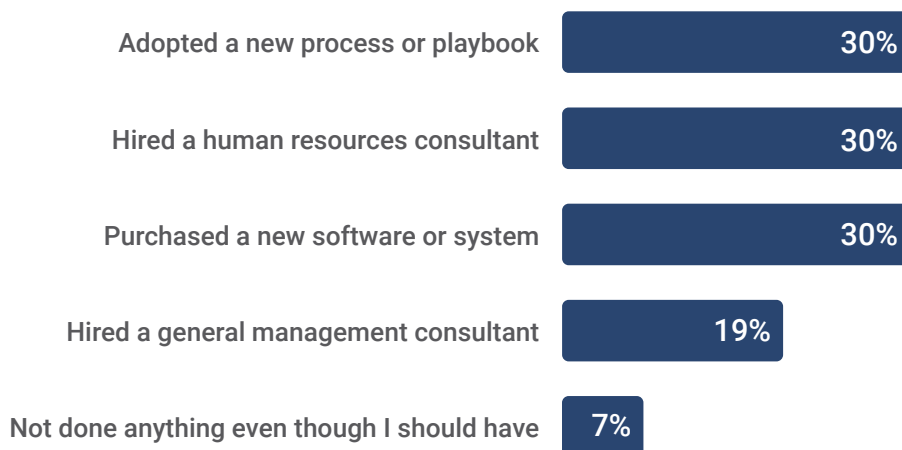 Adopted a new process or playbook 30%
Hired a human resources consultant 30%
Purchased a new software or system 30%
Hired a general management consultant 19%
Not done anything even though I should have 7%